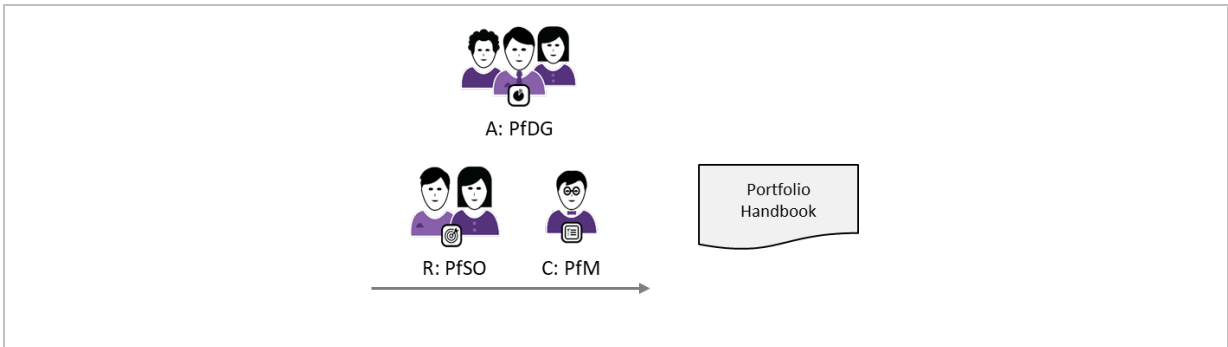 A: PfDG
R: PfSO
C: PfM
Portfolio
Handbook